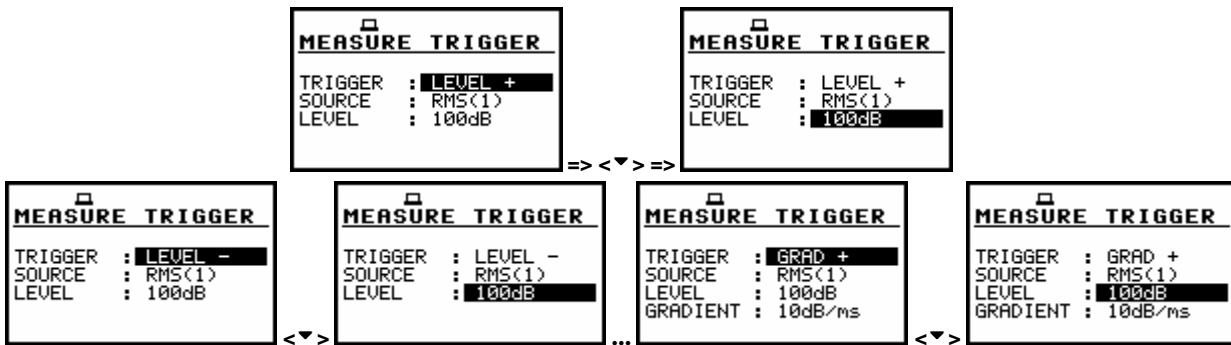 MEASURE TRIGGER
TRIGGER : LEVEL +
SOURCE : RMS(1)
LEVEL : 100dB
=> <▼> =>
MEASURE TRIGGER
TRIGGER : LEVEL +
SOURCE : RMS(1)
LEVEL : 100dB
MEASURE TRIGGER
TRIGGER : LEVEL -
SOURCE : RMS(1)
LEVEL : 100dB
<▼>
MEASURE TRIGGER
TRIGGER : LEVEL -
SOURCE : RMS(1)
LEVEL : 100dB
...
MEASURE TRIGGER
TRIGGER : GRAD +
SOURCE : RMS(1)
LEVEL : 100dB
GRADIENT : 10dB/ms
<▼>
MEASURE TRIGGER
TRIGGER : GRAD +
SOURCE : RMS(1)
LEVEL : 100dB
GRADIENT : 10dB/ms